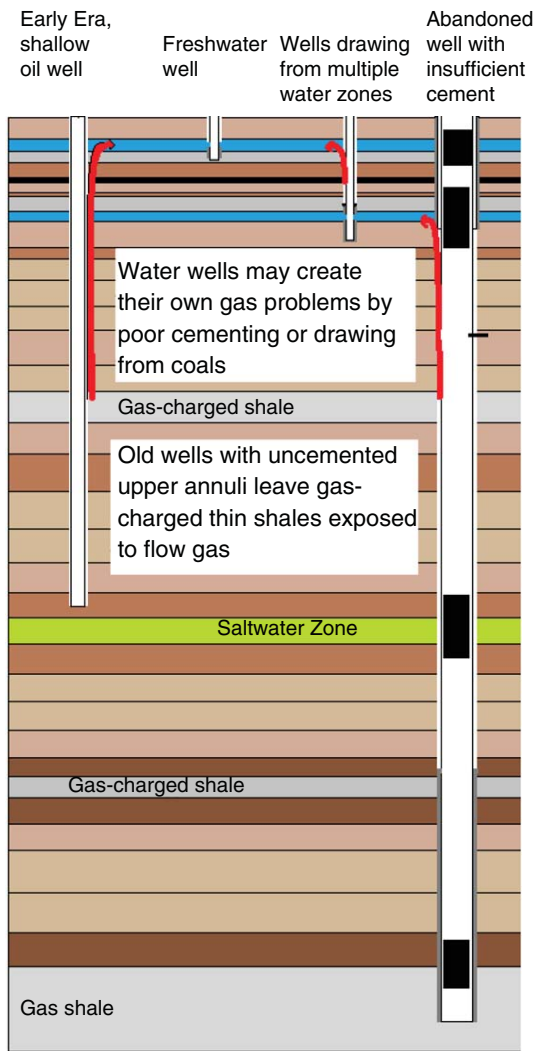 Early Era,
shallow
oil well
Freshwater
well
Wells drawing
from multiple
water zones
Abandoned
well with
insufficient
cement
Water wells may create
their own gas problems by
poor cementing or drawing
from coals
Gas-charged shale
Old wells with uncemented
upper annuli leave gas-
charged thin shales exposed
to flow gas
Saltwater Zone
Gas-charged shale
Gas shale